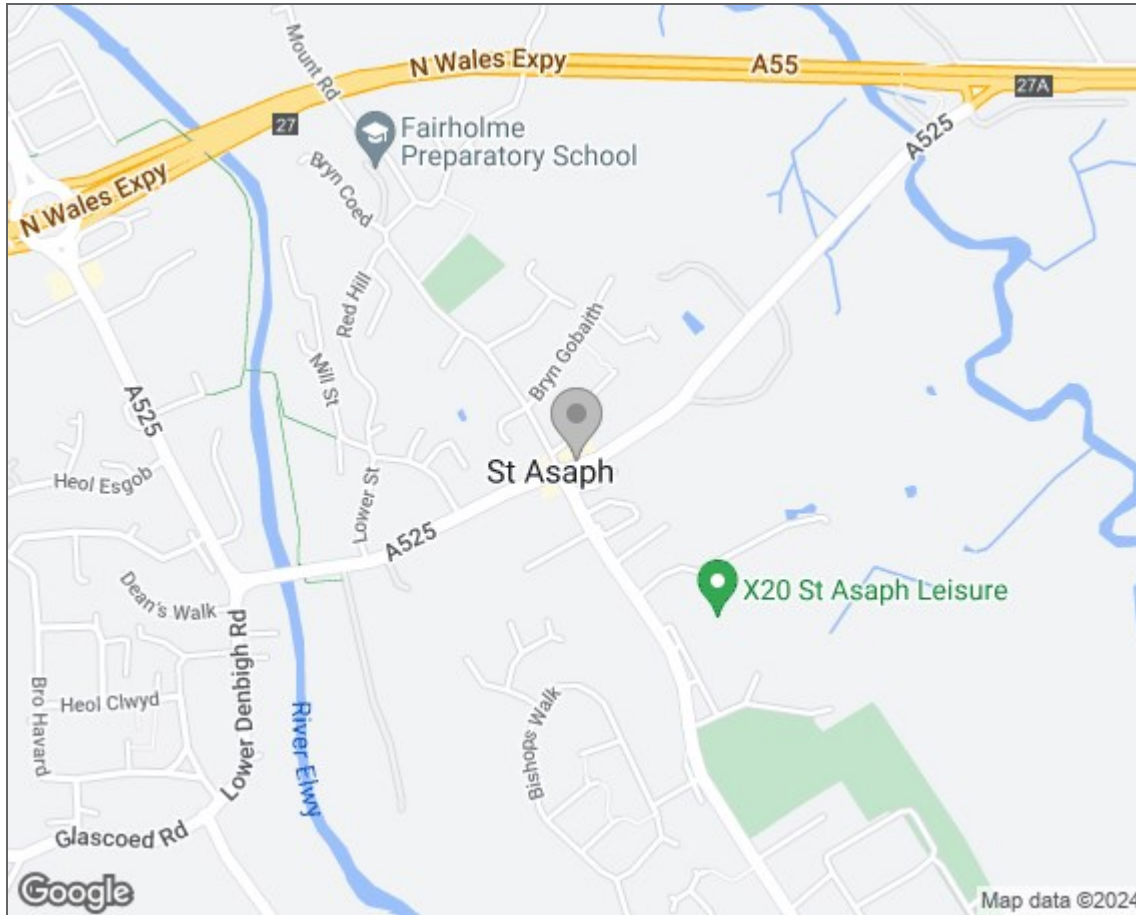 Mount Rd
N Wales Expy
A55
27A
27
Fairholme
Preparatory School
A525
N Wales Expy
Bryn Coed
Red Hill
Mill St
Bryn Gobaith
A525
St Asaph
Heol Esgob
Lower St
A525
Dean's Walk
X20 St Asaph Leisure
Lower Denbigh Rd
Heol Clwyd
Bro Havard
River Elwy
Bishops Walk
Glascoed Rd
Google
Map data ©2024